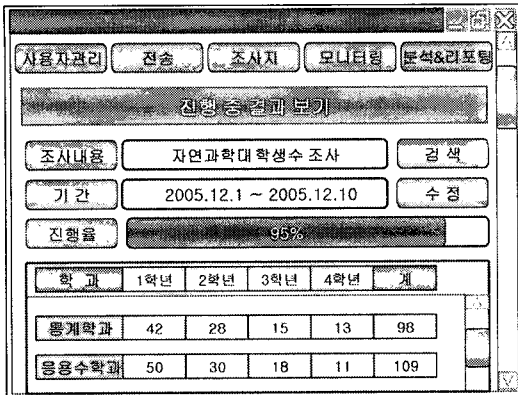 사용자관리 전송 조사지 모니터링 분석&리포팅
진행 중 결과 보기
조사내용 자연과학대 학생수 조사 검색
기간 2005.12.1 ~ 2005.12.10 수정
진행율 95%
학과 1학년 2학년 3학년 4학년 계
통계학과 42 28 15 13 98
응용수학과 50 30 18 11 109